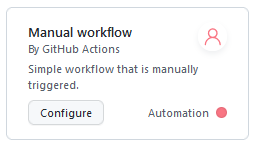 Manual workflow
By GitHub Actions
Simple workflow that is manually
triggered.
Configure
Automation